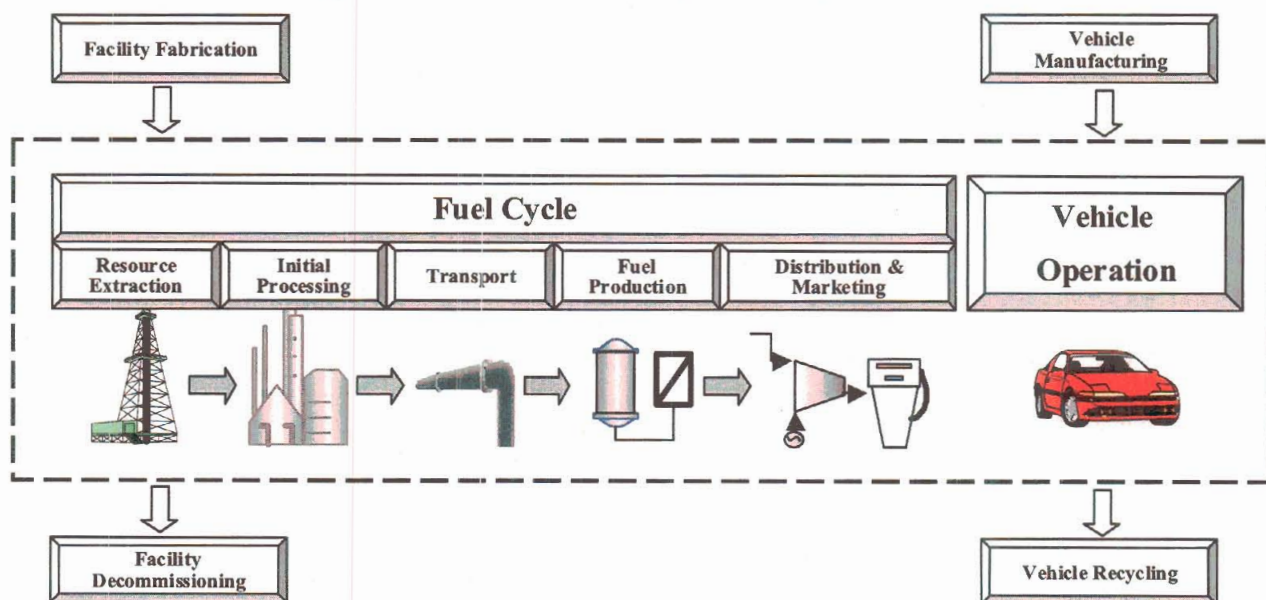 Facility Fabrication
Vehicle
Manufacturing
Fuel Cycle
Vehicle
Operation
Resource
Extraction
Initial
Processing
Transport
Fuel
Production
Distribution &
Marketing
Facility
Decommissioning
Vehicle Recycling